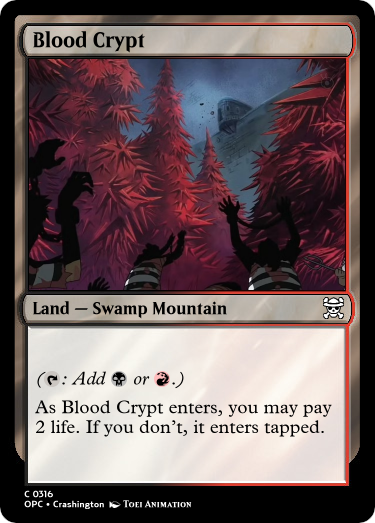 Blood Crypt
Land — Swamp Mountain
(: Add or .)
As Blood Crypt enters, you may pay
2 life. If you don't, it enters tapped.
C 0316
OPC • Crashington TOEI ANIMATION